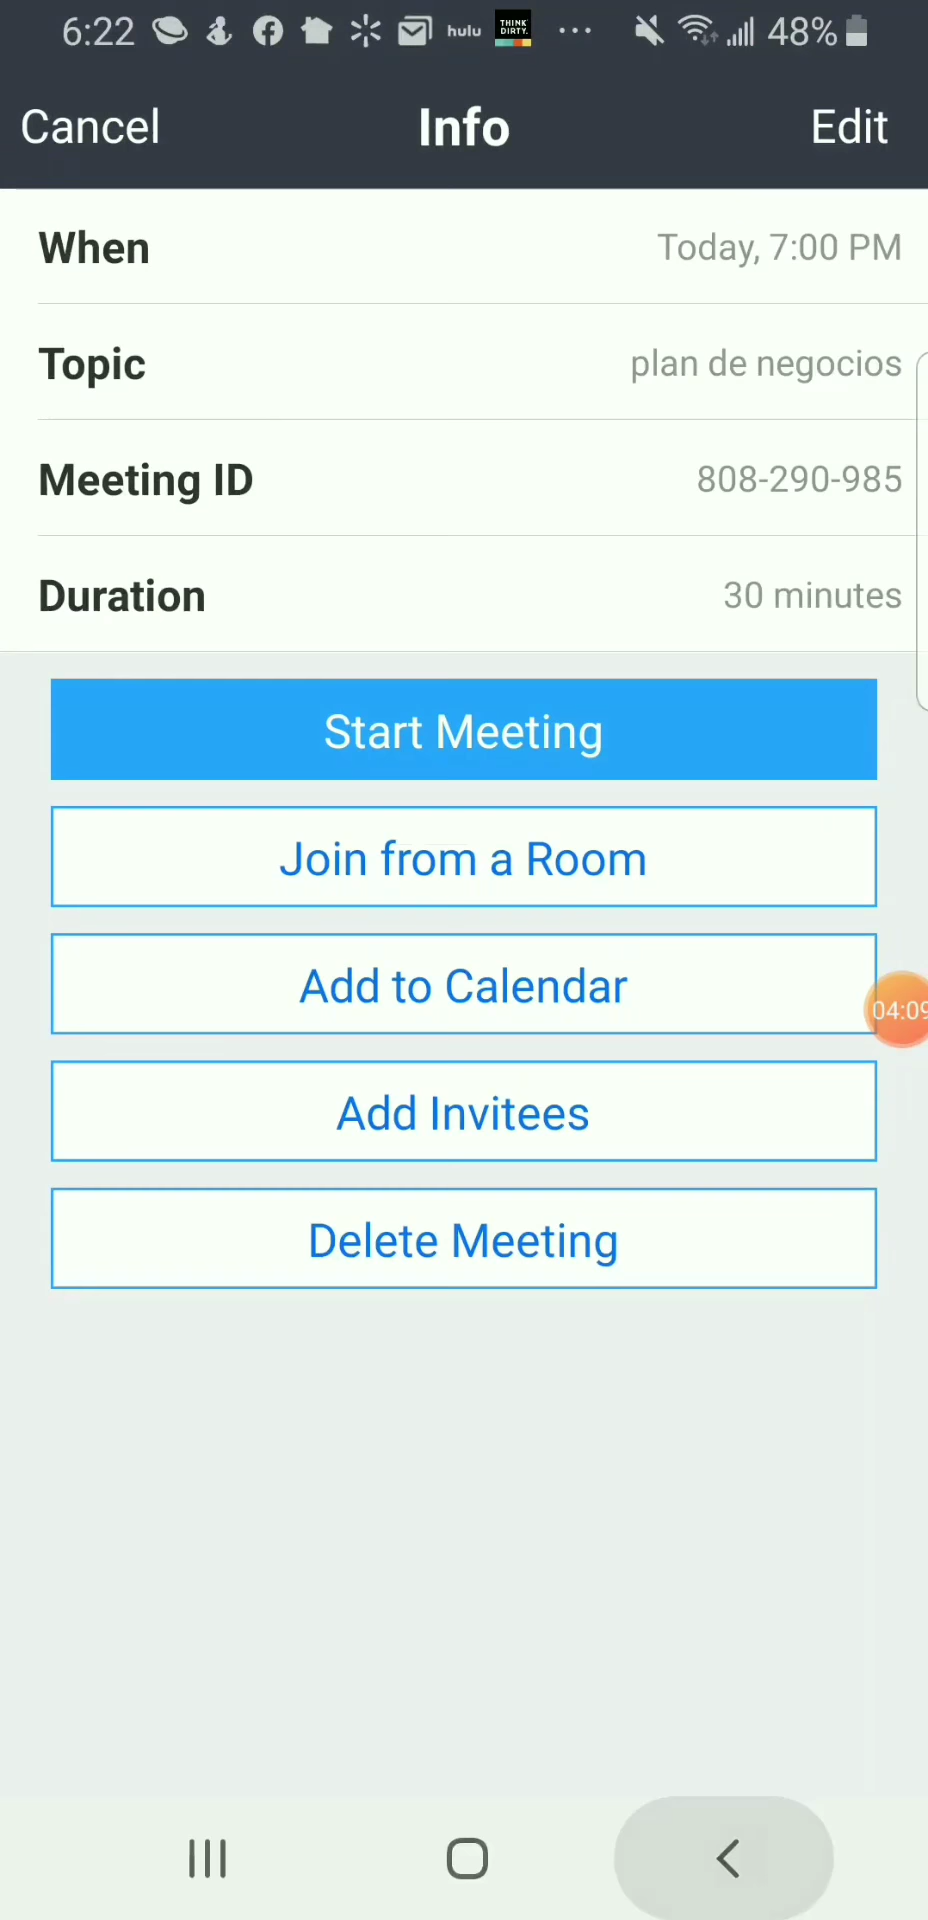 6:22 hulu THINK DIRTY. ... 48%
Cancel Info Edit
When Today, 7:00 PM
Topic plan de negocios
Meeting ID 808-290-985
Duration 30 minutes
Start Meeting
Join from a Room
Add to Calendar
04:09
Add Invitees
Delete Meeting